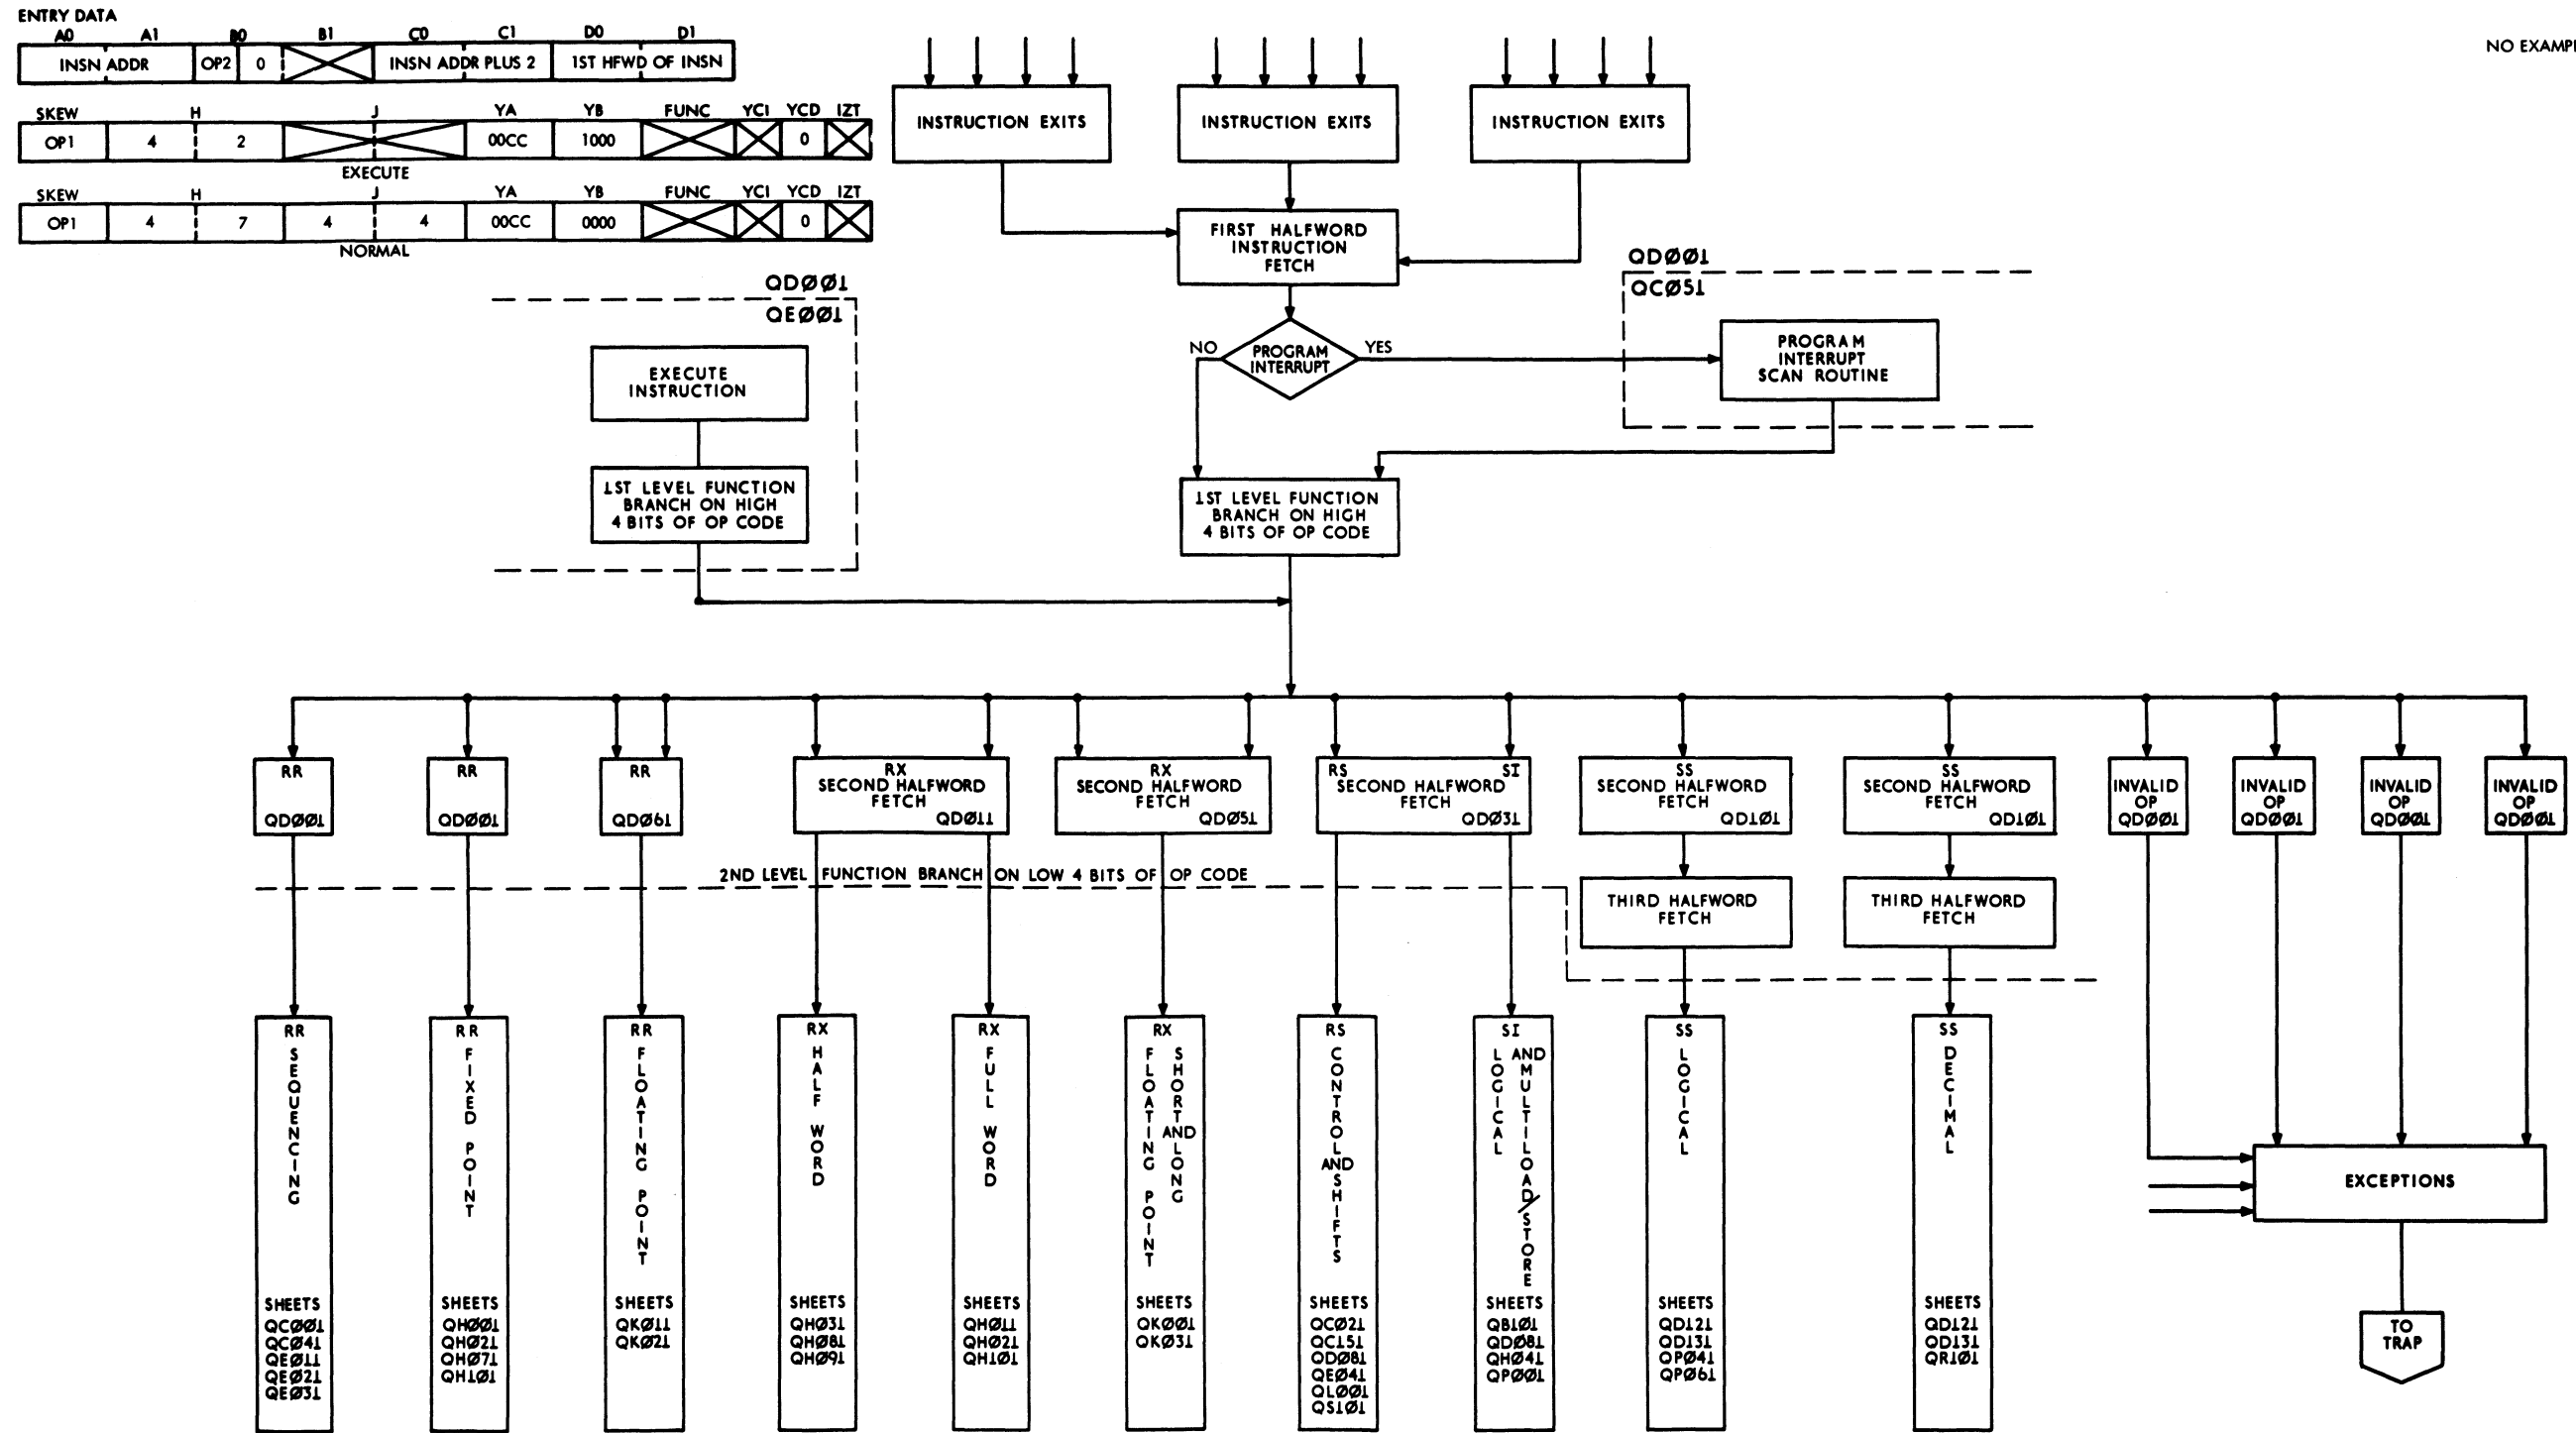 ENTRY DATA
A0 A1 B0 B1 C0 C1 D0 D1
INSN ADDR OP2 0 INSN ADDR PLUS 2 1ST HFWD OF INSN
SKEW H J YA YB FUNC YCI YCD IZT
OP1 4 2 00CC 1000 0
EXECUTE
SKEW H J YA YB FUNC YCI YCD IZT
OP1 4 7 4 4 00CC 0000 0
NORMAL
NO EXAMP
INSTRUCTION EXITS
INSTRUCTION EXITS
INSTRUCTION EXITS
FIRST HALFWORD
INSTRUCTION
FETCH
QDØØ1
QEØØ1
QDØØ1
QCØ51
EXECUTE
INSTRUCTION
NO
PROGRAM
INTERRUPT
YES
PROGRAM
INTERRUPT
SCAN ROUTINE
1ST LEVEL FUNCTION
BRANCH ON HIGH
4 BITS OF OP CODE
1ST LEVEL FUNCTION
BRANCH ON HIGH
4 BITS OF OP CODE
RR
QDØØ1
RR
QDØØ1
RR
QDØ61
RX
SECOND HALFWORD
FETCH
QDØ11
RX
SECOND HALFWORD
FETCH
QDØ51
RS SI
SECOND HALFWORD
FETCH
QDØ31
SS
SECOND HALFWORD
FETCH
QD1Ø1
SS
SECOND HALFWORD
FETCH
QD1Ø1
INVALID
OP
QDØØ1
INVALID
OP
QDØØ1
INVALID
OP
QDØØ1
INVALID
OP
QDØØ1
2ND LEVEL FUNCTION BRANCH ON LOW 4 BITS OF OP CODE
THIRD HALFWORD
FETCH
THIRD HALFWORD
FETCH
RR
SEQUENCING
SHEETS
QCØØ1
QCØ41
QEØ11
QEØ21
QEØ31
RR
FIXED POINT
SHEETS
QHØØ1
QHØ21
QHØ71
QH1Ø1
RR
FLOATING POINT
SHEETS
QKØ11
QKØ21
RX
HALF WORD
SHEETS
QHØ31
QHØ81
QHØ91
RX
FULL WORD
SHEETS
QHØ11
QHØ21
QH1Ø1
RX
FLOATING POINT
SHORT AND LONG
SHEETS
QKØØ1
QKØ31
RS
CONTROL AND SHIFTS
SHEETS
QCØ21
QC151
QDØ81
QEØ41
QLØØ1
QS1Ø1
SI
LOGICAL
AND MULTILOAD/STORE
SHEETS
QB1Ø1
QDØ81
QHØ41
QPØØ1
SS
LOGICAL
SHEETS
QD121
QD131
QPØ41
QPØ61
SS
DECIMAL
SHEETS
QD121
QD131
QR1Ø1
EXCEPTIONS
TO
TRAP